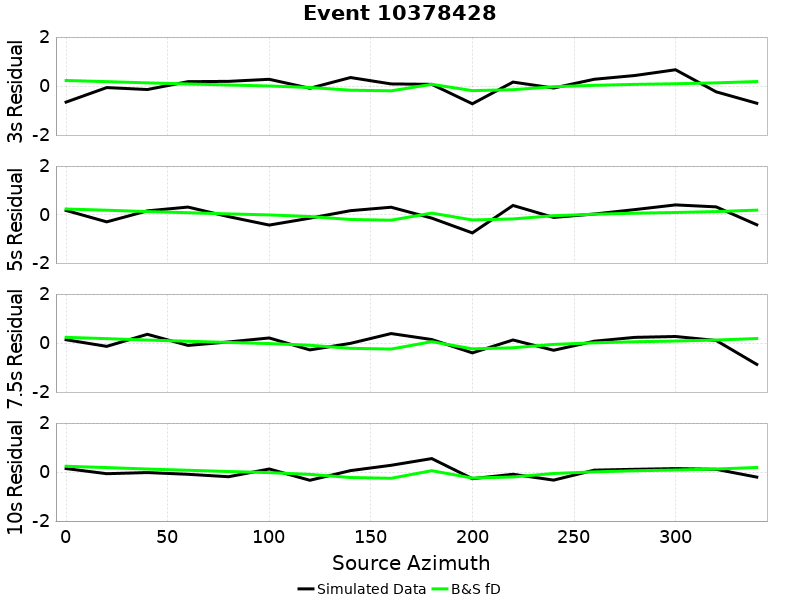 Event 10378428
3s Residual
2
0
-2
5s Residual
2
0
-2
7.5s Residual
2
0
-2
10s Residual
2
0
-2
0 50 100 150 200 250 300
Source Azimuth
Simulated Data B&S fD